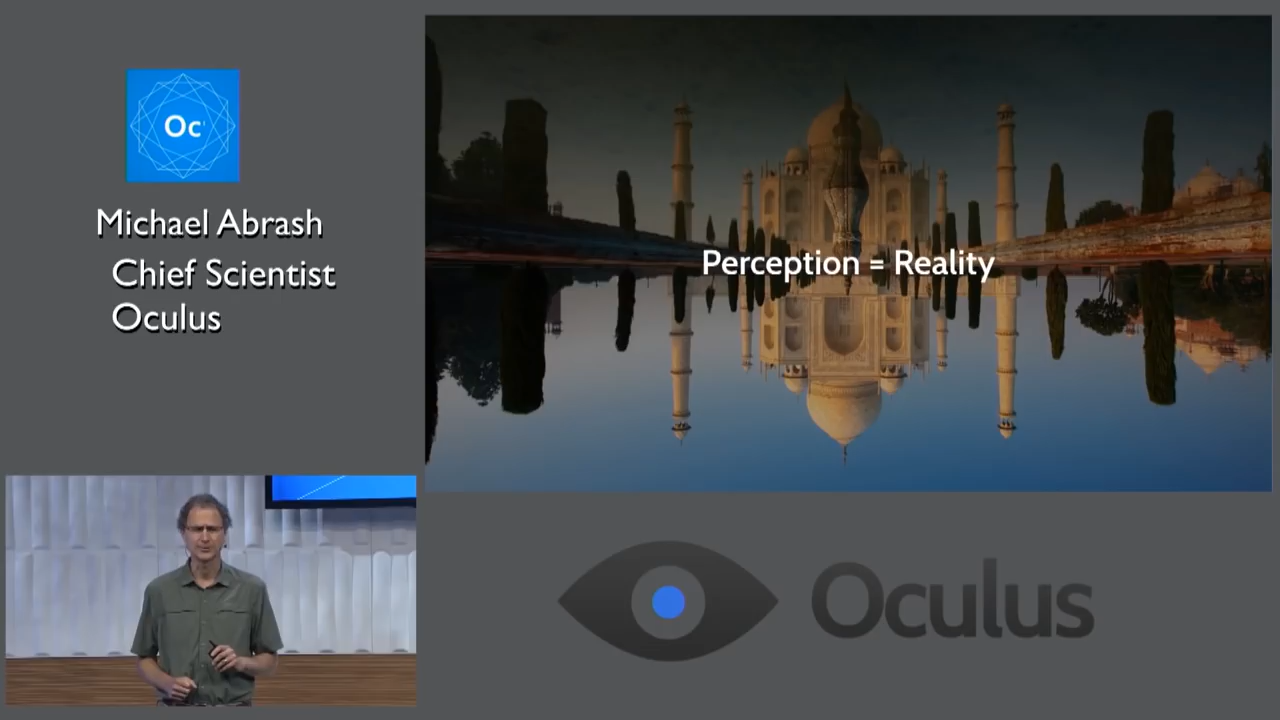 Oc
Michael Abrash
Chief Scientist
Oculus
Perception = Reality
Oculus